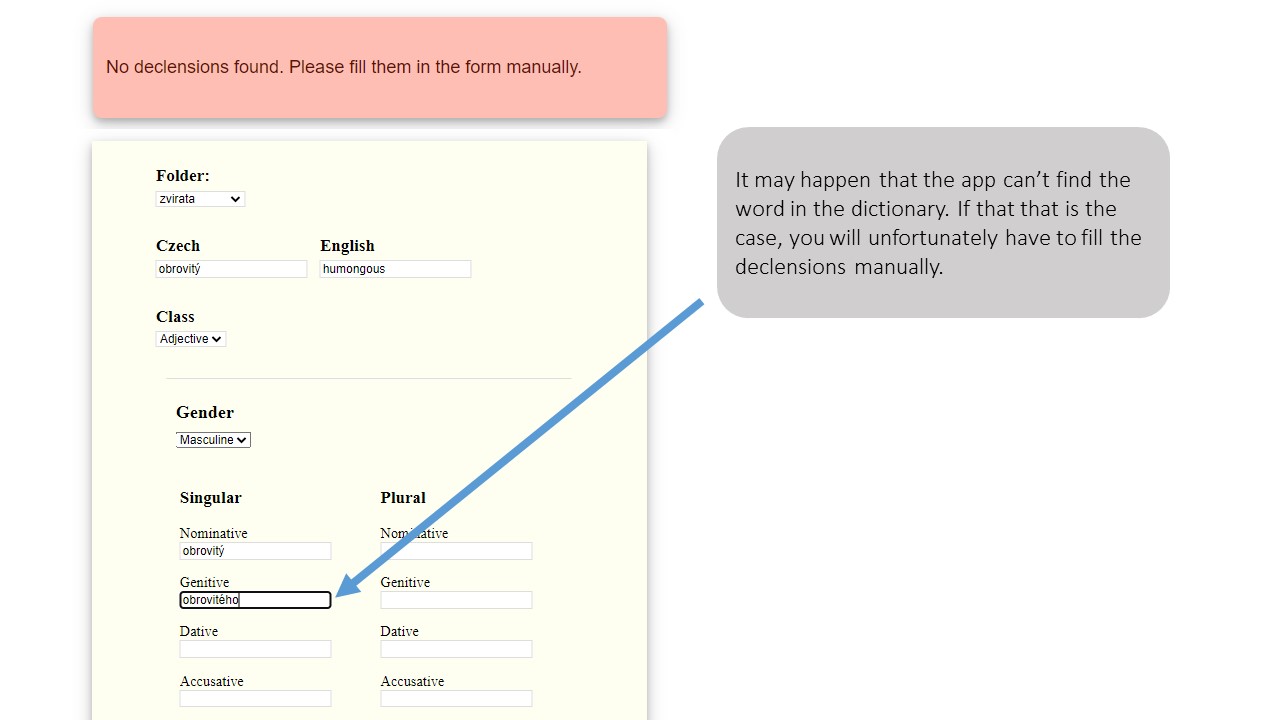 No declensions found. Please fill them in the form manually.
Folder:
zvirata
Czech English
obrovitý humongous
Class
Adjective
Gender
Masculine
Singular Plural
Nominative Nominative
obrovitý
Genitive Genitive
obrovitého
Dative Dative
Accusative Accusative
It may happen that the app can’t find the
word in the dictionary. If that that is the
case, you will unfortunately have to fill the
declensions manually.